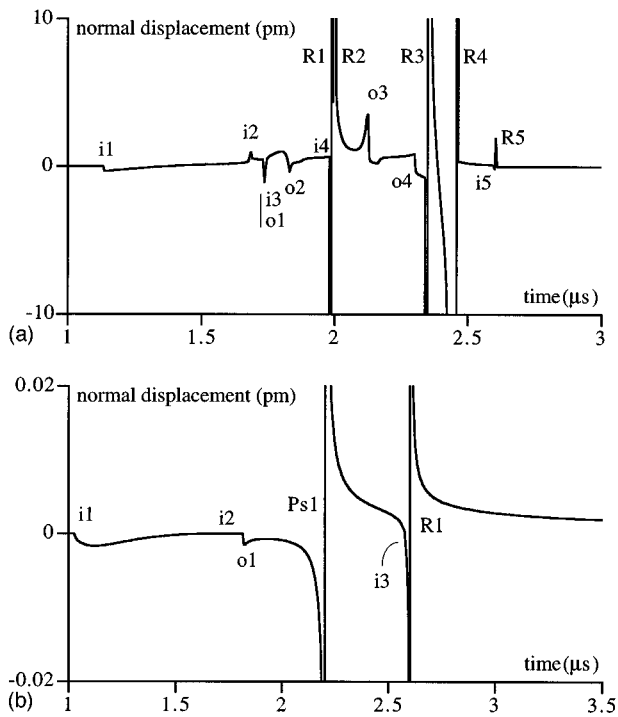 10
normal displacement (pm)
R1 R2 R3 R4
o3
i1 i2 i4 R5
0
i3 o2 o4 i5
o1
-10
time(μs)
(a)
1 1.5 2 2.5 3
0.02
normal displacement (pm)
Ps1
i1 i2
0
R1
o1
i3
-0.02
time(μs)
(b)
1 1.5 2 2.5 3 3.5